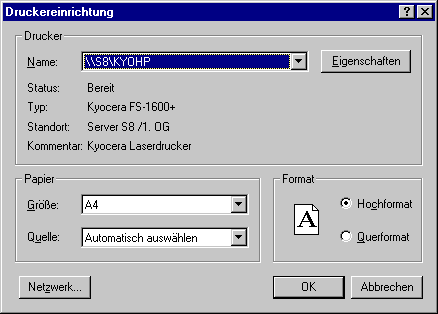 Druckereinrichtung
Drucker
Name: \\S8\KYOHP Eigenschaften
Status: Bereit
Typ: Kyocera FS-1600+
Standort: Server S8 /1. OG
Kommentar: Kyocera Laserdrucker
Papier
Größe: A4
Quelle: Automatisch auswählen
Format
A
Hochformat
Querformat
Netzwerk... OK Abbrechen